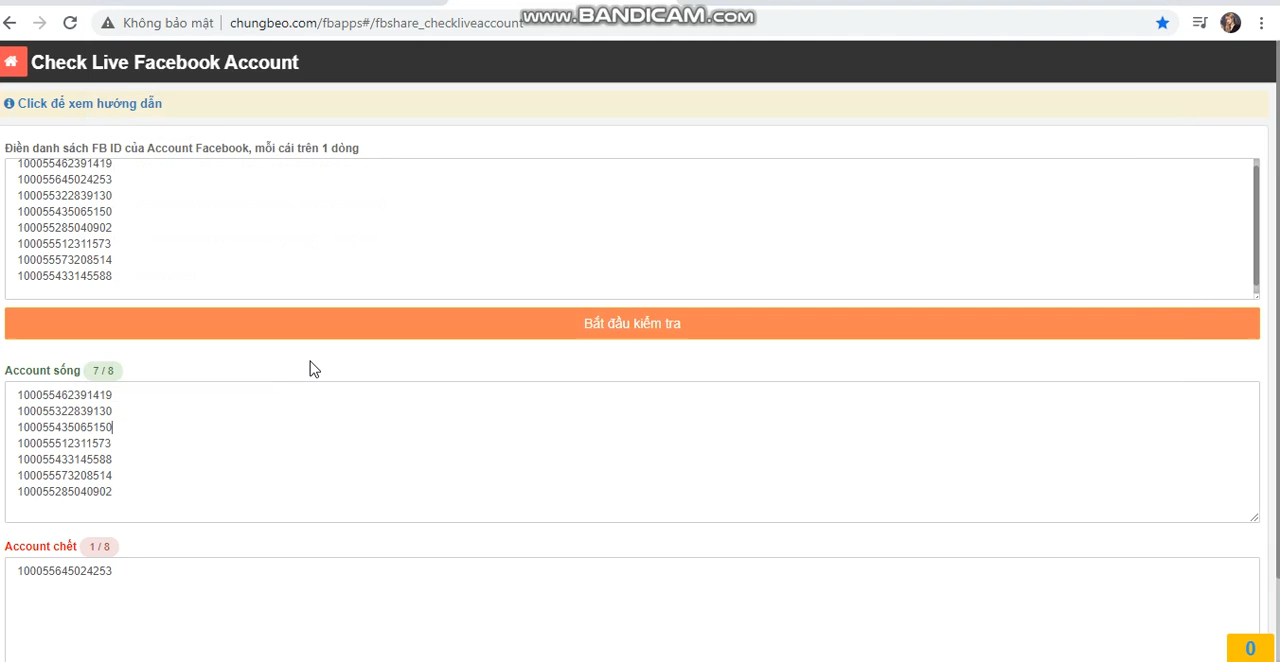 Không bảo mật
chungbeo.com/fbapps#/fbshare_checkliveaccount
www.BANDICAM.com
Check Live Facebook Account
Click để xem hướng dẫn
Điền danh sách FB ID của Account Facebook, mỗi cái trên 1 dòng
100055462391419
100055645024253
100055322839130
100055435065150
100055285040902
100055512311573
100055573208514
100055433145588
Bắt đầu kiểm tra
Account sống 7 / 8
100055462391419
100055322839130
100055435065150
100055512311573
100055433145588
100055573208514
100055285040902
Account chết 1 / 8
100055645024253
0